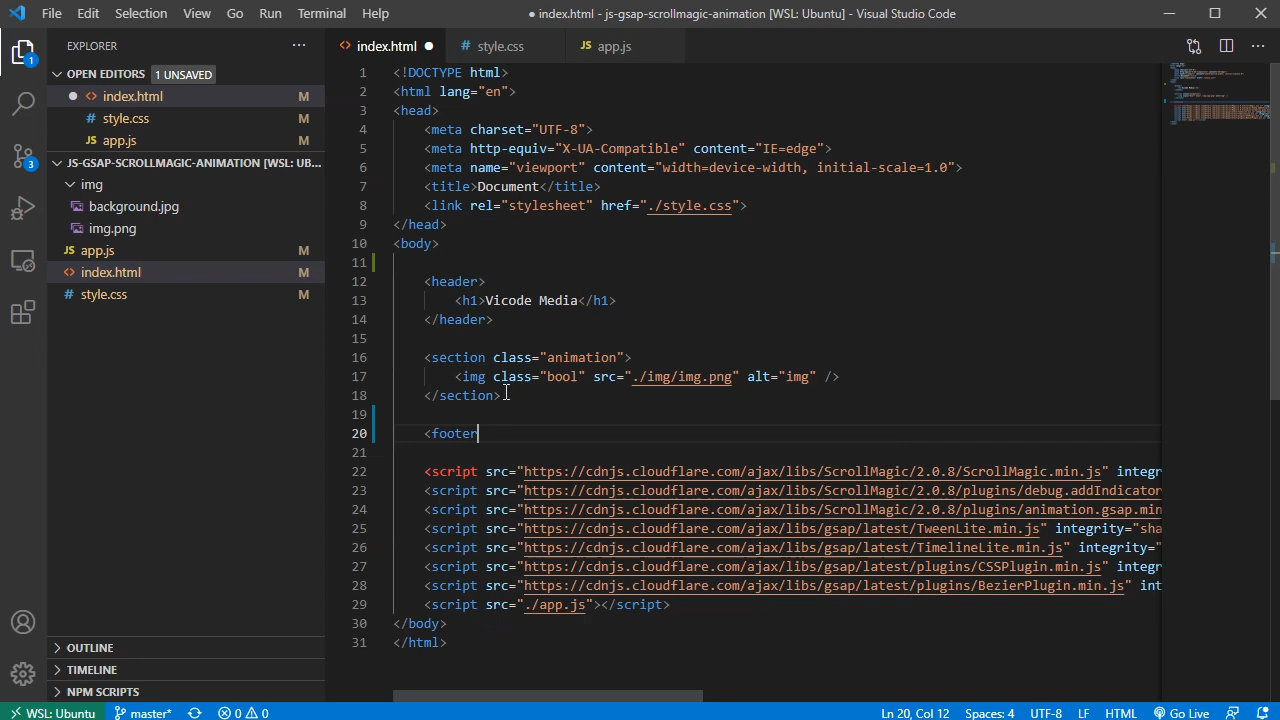 File Edit Selection View Go Run Terminal Help
● index.html - js-gsap-scrollmagic-animation [WSL: Ubuntu] - Visual Studio Code
EXPLORER ···
index.html ●
# style.css
JS app.js
OPEN EDITORS 1 UNSAVED
● index.html M
# style.css M
JS app.js M
JS-GSAP-SCROLLMAGIC-ANIMATION [WSL: UB...
img
background.jpg
img.png
JS app.js M
index.html M
# style.css M
OUTLINE
TIMELINE
NPM SCRIPTS
1 <!DOCTYPE html>
2 <html lang="en">
3 <head>
4 <meta charset="UTF-8">
5 <meta http-equiv="X-UA-Compatible" content="IE=edge">
6 <meta name="viewport" content="width=device-width, initial-scale=1.0">
7 <title>Document</title>
8 <link rel="stylesheet" href="./style.css">
9 </head>
10 <body>
11
12 <header>
13 <h1>Vicode Media</h1>
14 </header>
15
16 <section class="animation">
17 <img class="bool" src="./img/img.png" alt="img" />
18 </section>
19
20 <footer
21
22 <script src="https://cdnjs.cloudflare.com/ajax/libs/ScrollMagic/2.0.8/ScrollMagic.min.js" integr
23 <script src="https://cdnjs.cloudflare.com/ajax/libs/ScrollMagic/2.0.8/plugins/debug.addIndicator
24 <script src="https://cdnjs.cloudflare.com/ajax/libs/ScrollMagic/2.0.8/plugins/animation.gsap.min
25 <script src="https://cdnjs.cloudflare.com/ajax/libs/gsap/latest/TweenLite.min.js" integrity="sha
26 <script src="https://cdnjs.cloudflare.com/ajax/libs/gsap/latest/TimelineLite.min.js" integrity="
27 <script src="https://cdnjs.cloudflare.com/ajax/libs/gsap/latest/plugins/CSSPlugin.min.js" integr
28 <script src="https://cdnjs.cloudflare.com/ajax/libs/gsap/latest/plugins/BezierPlugin.min.js" int
29 <script src="./app.js"></script>
30 </body>
31 </html>
1
3
WSL: Ubuntu master* 0 0 Ln 20, Col 12 Spaces: 4 UTF-8 LF HTML Go Live